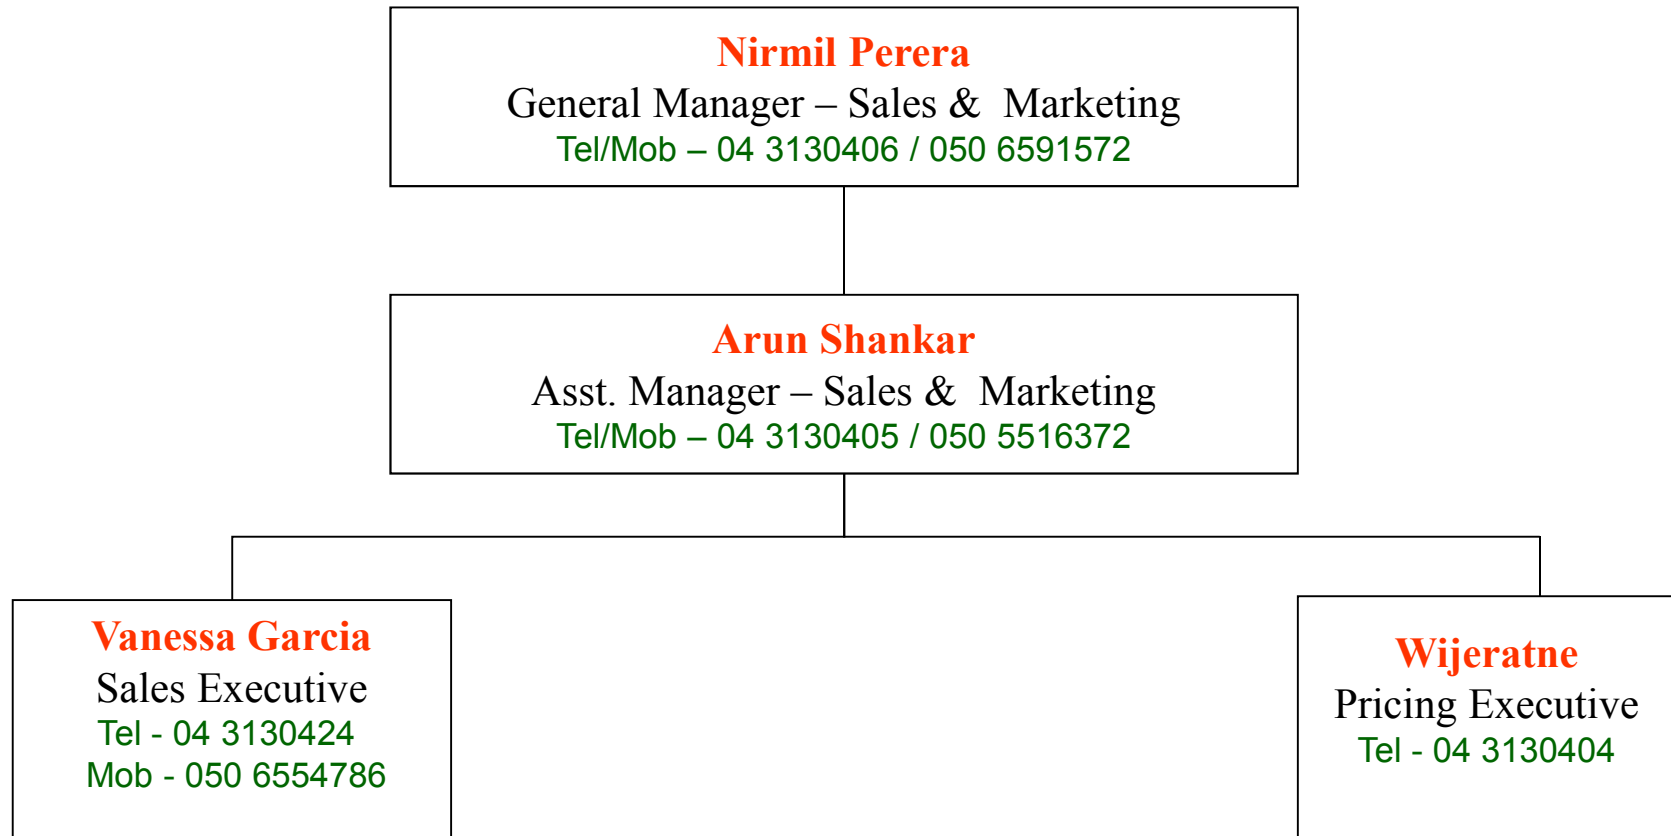 Nirmil Perera
General Manager – Sales &  Marketing
Tel/Mob – 04 3130406 / 050 6591572
Arun Shankar
Asst. Manager – Sales &  Marketing
Tel/Mob – 04 3130405 / 050 5516372
Vanessa Garcia
Sales Executive
Tel - 04 3130424
Mob - 050 6554786
Wijeratne
Pricing Executive
Tel - 04 3130404